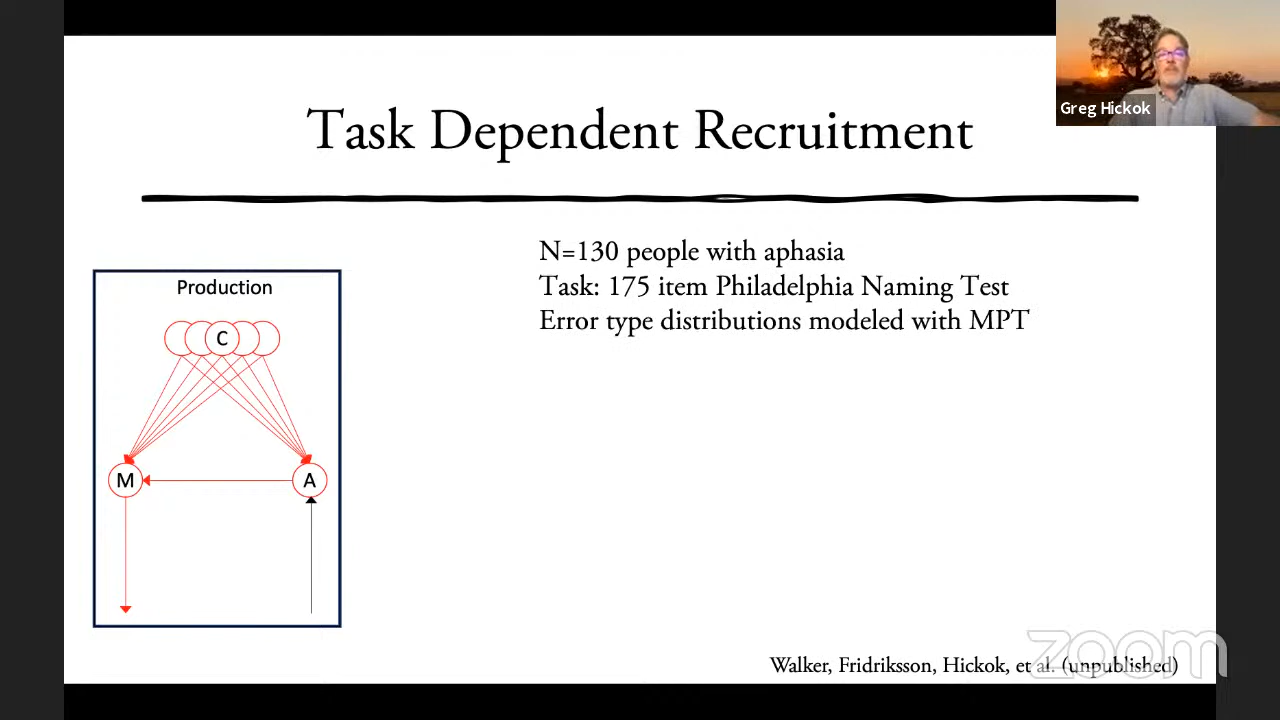 Greg Hickok
Task Dependent Recruitment
N=130 people with aphasia
Task: 175 item Philadelphia Naming Test
Error type distributions modeled with MPT
Production
C
M
A
Walker, Fridriksson, Hickok, et al. (unpublished)
zoom